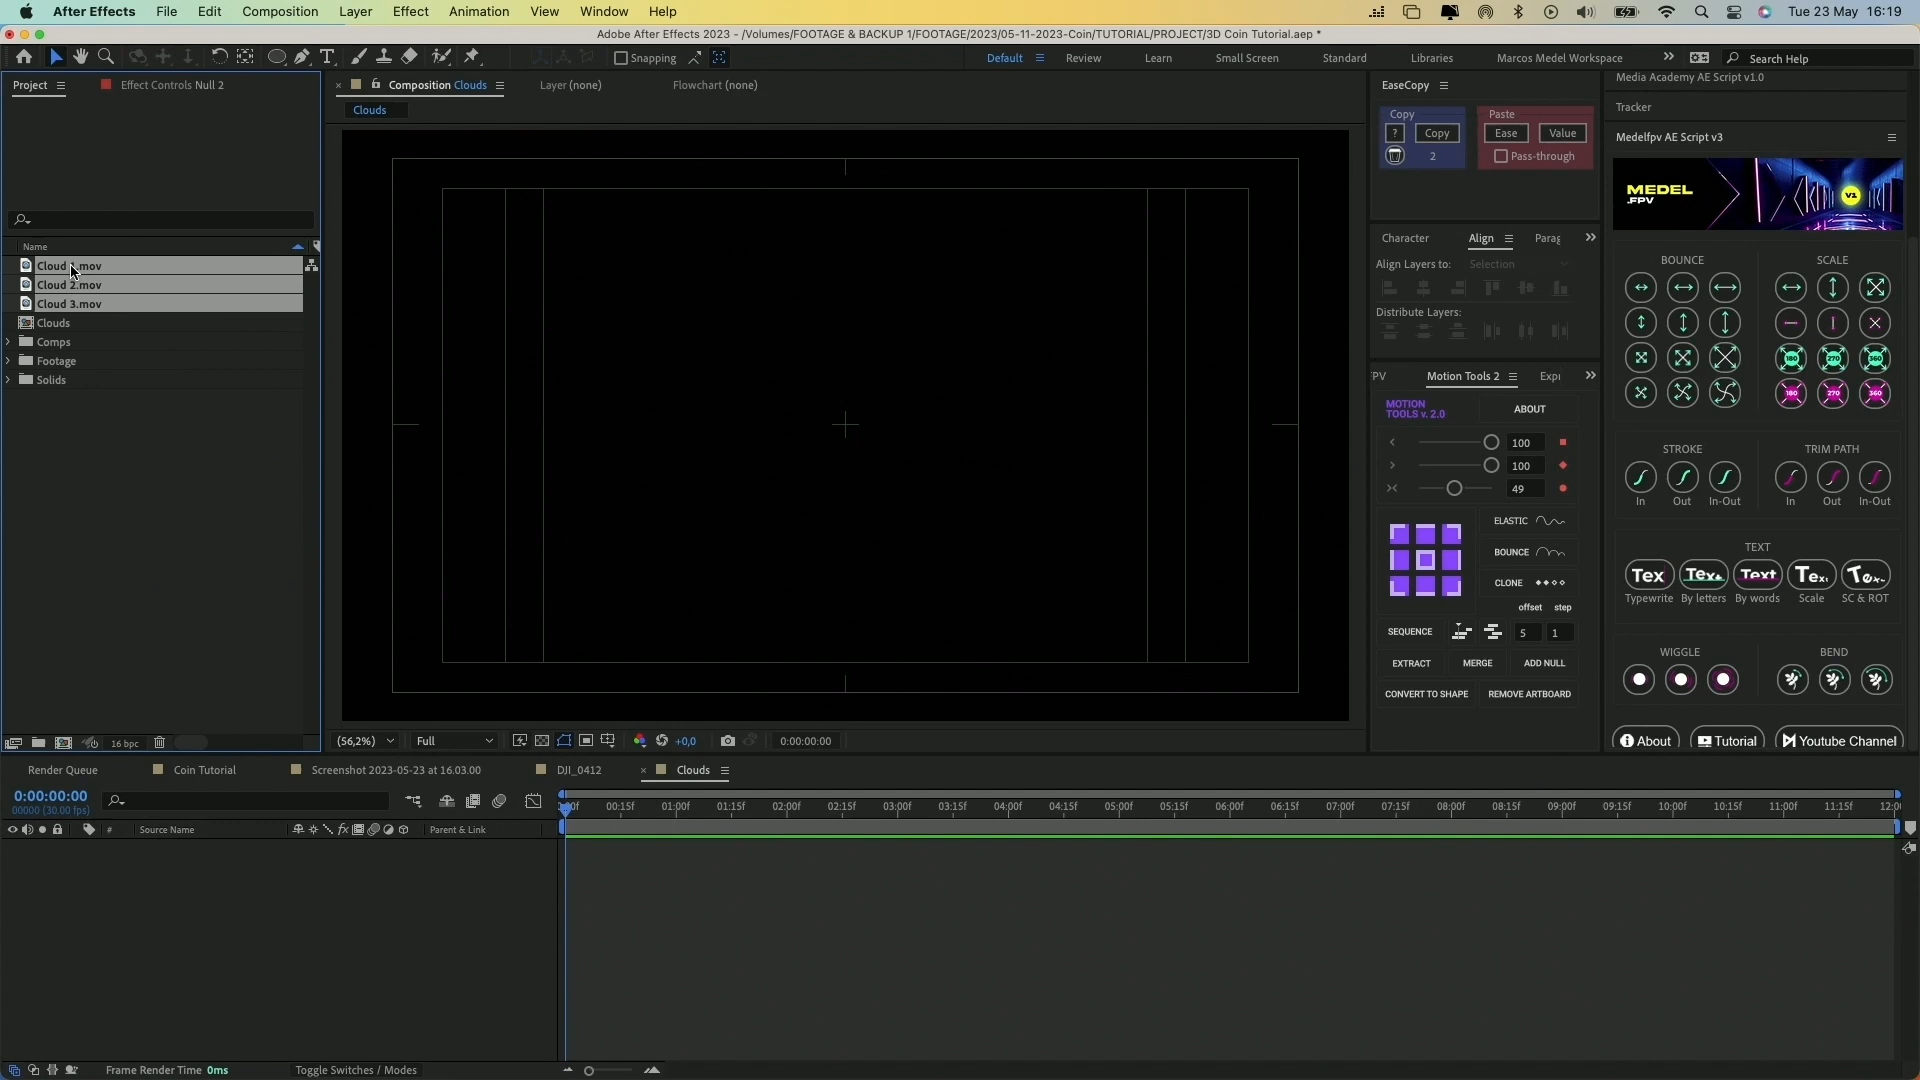 After Effects File Edit Composition Layer Effect Animation View Window Help Tue 23 May 16:19
Adobe After Effects 2023 - /Volumes/FOOTAGE & BACKUP 1/FOOTAGE/2023/05-11-2023-Coin/TUTORIAL/PROJECT/3D Coin Tutorial.aep *
Snapping Default Review Learn Small Screen Standard Libraries Marcos Medel Workspace Search Help
Project Effect Controls Null 2
Composition Clouds Layer (none) Flowchart (none)
Clouds
Name
Cloud 1.mov
Cloud 2.mov
Cloud 3.mov
Clouds
Comps
Footage
Solids
16 bpc
(56,2%) Full +0,0 0:00:00:00
EaseCopy
Copy Paste
? Copy Ease Value
2 Pass-through
Character Align Parag
Align Layers to: Selection
Distribute Layers:
FPV Motion Tools 2 Expr
MOTION TOOLS v. 2.0 ABOUT
100
100
49
ELASTIC
BOUNCE
CLONE
offset step
SEQUENCE 5 1
EXTRACT MERGE ADD NULL
CONVERT TO SHAPE REMOVE ARTBOARD
Media Academy AE Script v1.0
Tracker
Medelfpv AE Script v3
MEDEL .FPV V3
BOUNCE SCALE
180 270 360
180 270 360
STROKE TRIM PATH
In Out In-Out In Out In-Out
TEXT
Tex Tex Text Tex Tex
Typewrite By letters By words Scale SC & ROT
WIGGLE BEND
About Tutorial Youtube Channel
Render Queue Coin Tutorial Screenshot 2023-05-23 at 16.03.00 DJI_0412 Clouds
0:00:00:00
00000 (30.00 fps)
00f 00:15f 01:00f 01:15f 02:00f 02:15f 03:00f 03:15f 04:00f 04:15f 05:00f 05:15f 06:00f 06:15f 07:00f 07:15f 08:00f 08:15f 09:00f 09:15f 10:00f 10:15f 11:00f 11:15f 12:00
# Source Name fx Parent & Link
Frame Render Time 0ms Toggle Switches / Modes